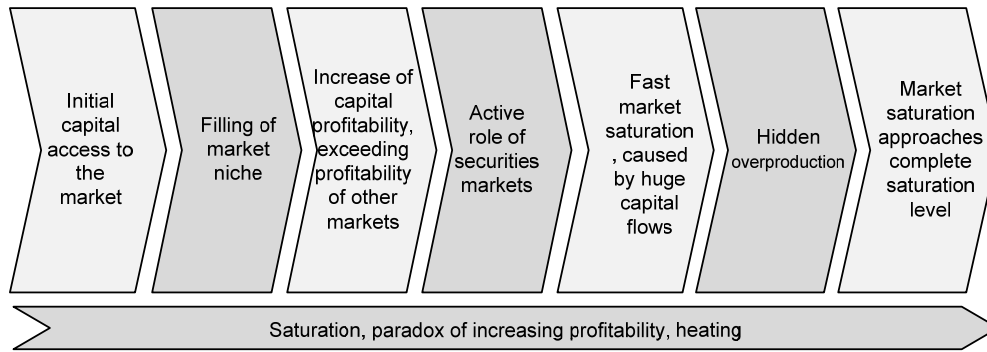 Initial
capital
access to
the
market
Filling of
market
niche
Increase of
capital
profitability,
exceeding
profitability
of other
markets
Active
role of
securities
markets
Fast
market
saturation
, caused
by huge
capital
flows
Hidden
overproduction
Market
saturation
approaches
complete
saturation
level
Saturation, paradox of increasing profitability, heating